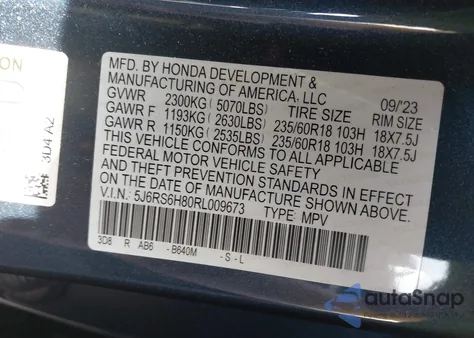 ON
3D4 A2
MFD. BY HONDA DEVELOPMENT &
MANUFACTURING OF AMERICA, LLC 09/'23
GVWR 2300KG (5070LBS) TIRE SIZE RIM SIZE
GAWR F 1193KG (2630LBS) 235/60R18 103H 18X7.5J
GAWR R 1150KG (2535LBS) 235/60R18 103H 18X7.5J
THIS VEHICLE CONFORMS TO ALL APPLICABLE
FEDERAL MOTOR VEHICLE SAFETY
AND THEFT PREVENTION STANDARDS IN EFFECT
ON THE DATE OF MANUFACTURE SHOWN ABOVE.
V.I.N.: 5J6RS6H80RL009673 TYPE: MPV
3D8 R AB6 -B640M -S-L
autoSnap